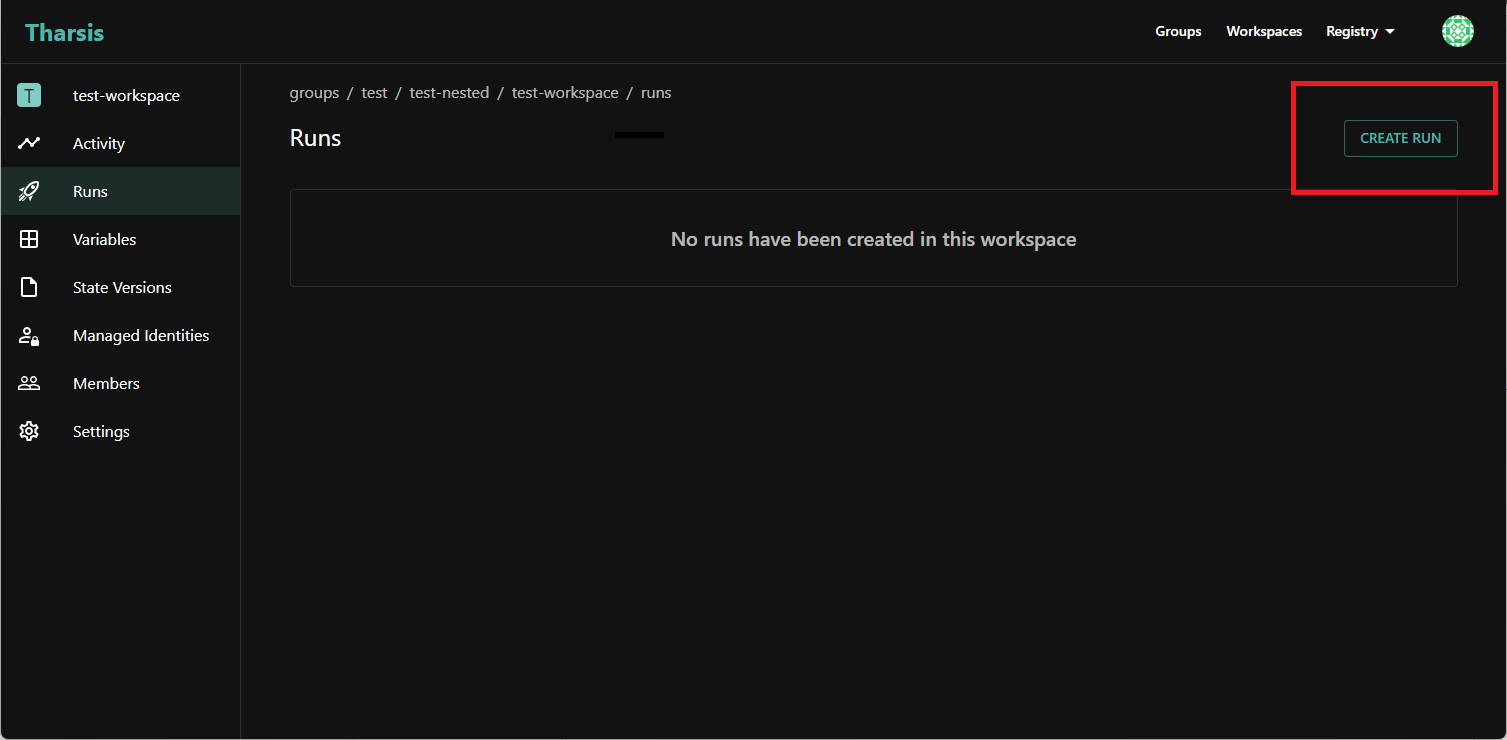 Tharsis
Groups Workspaces Registry
T test-workspace
Activity
Runs
Variables
State Versions
Managed Identities
Members
Settings
groups / test / test-nested / test-workspace / runs
Runs
CREATE RUN
No runs have been created in this workspace